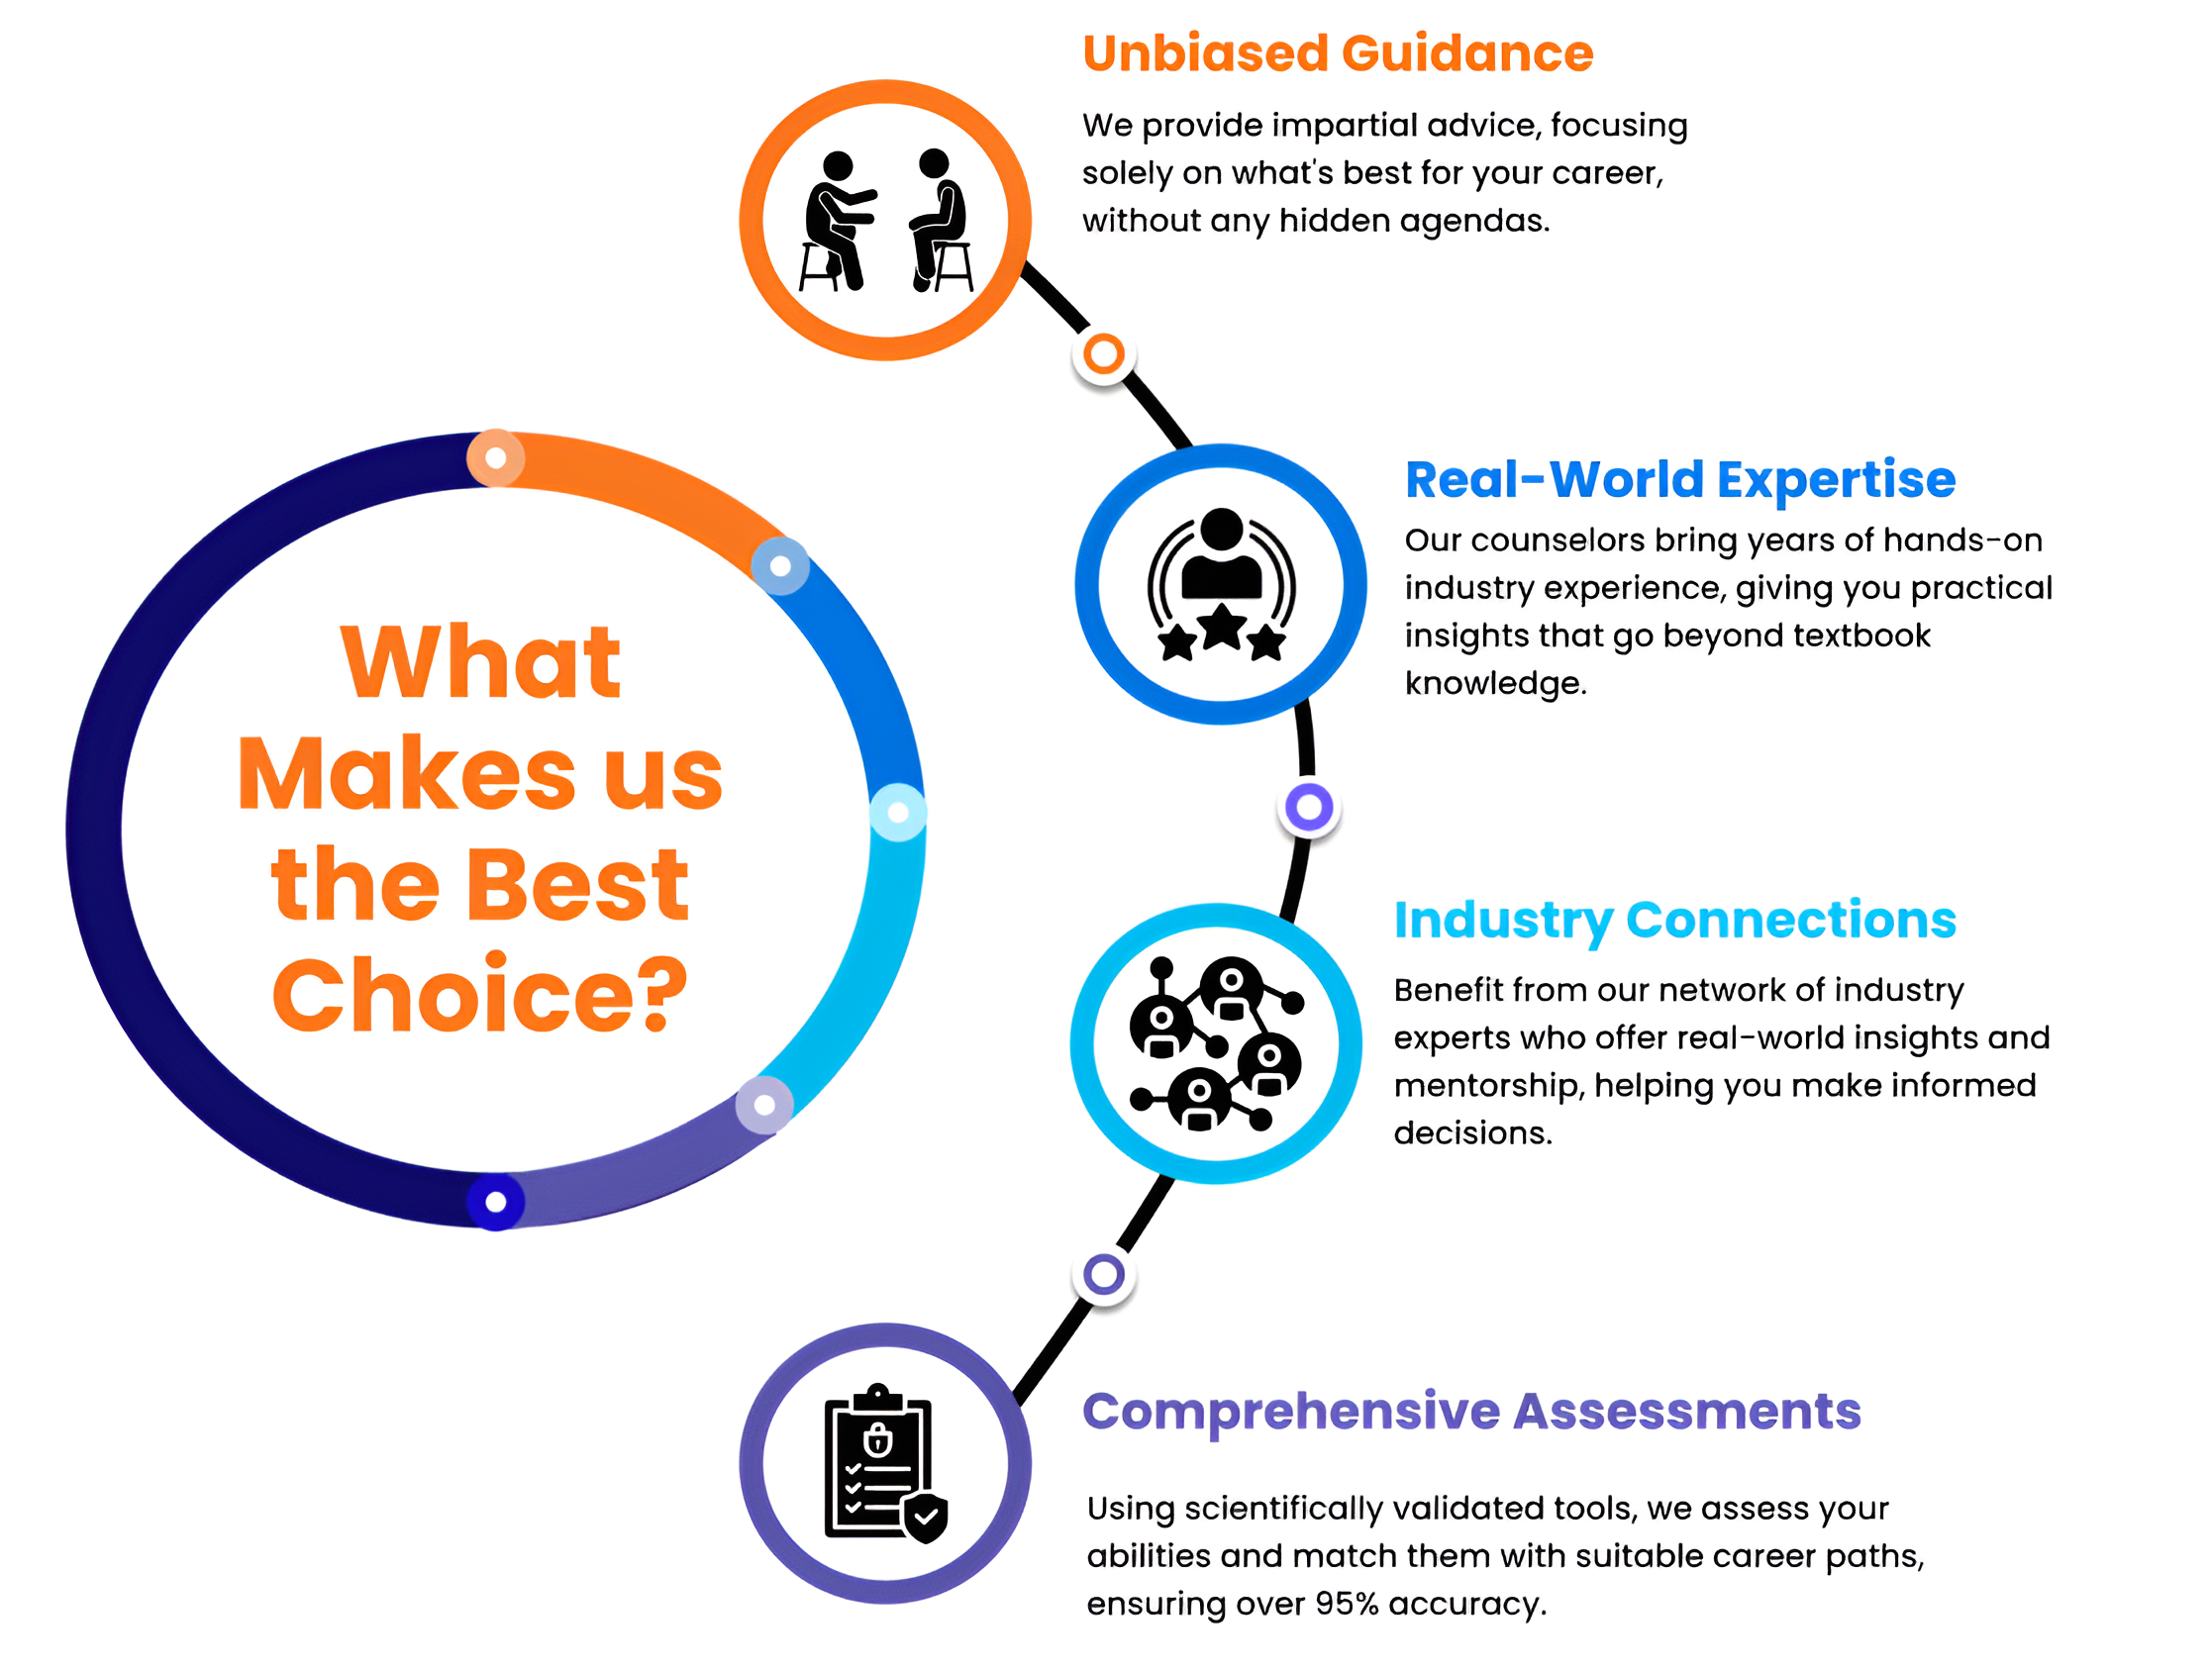 What
Makes us
the Best
Choice?
Unbiased Guidance
We provide impartial advice, focusing
solely on what's best for your career,
without any hidden agendas.
Real-World Expertise
Our counselors bring years of hands-on
industry experience, giving you practical
insights that go beyond textbook
knowledge.
Industry Connections
Benefit from our network of industry
experts who offer real-world insights and
mentorship, helping you make informed
decisions.
Comprehensive Assessments
Using scientifically validated tools, we assess your
abilities and match them with suitable career paths,
ensuring over 95% accuracy.